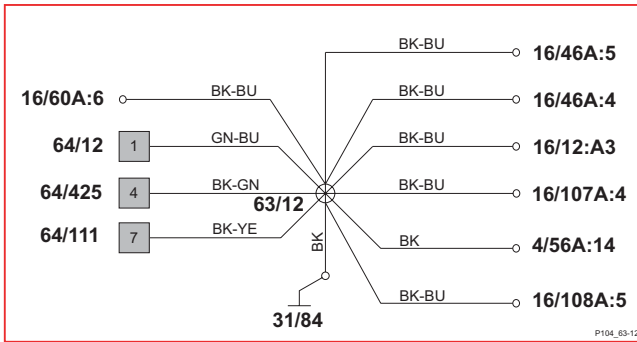 BK-BU 16/46A:5
16/60A:6 BK-BU BK-BU 16/46A:4
64/12 1 GN-BU BK-BU 16/12:A3
64/425 4 BK-GN 63/12 BK-BU 16/107A:4
64/111 7 BK-YE BK BK 4/56A:14
31/84 BK-BU 16/108A:5
P104_63-12